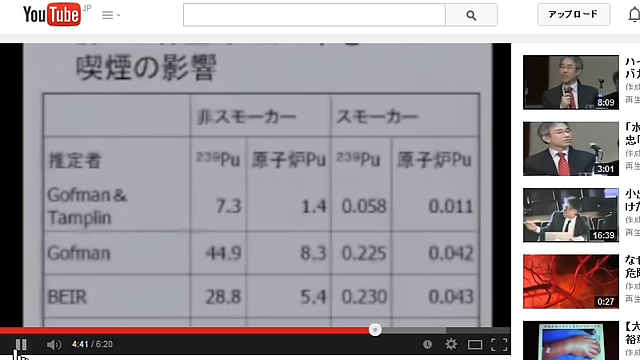 YouTube JP
アップロード
喫煙の影響
非スモーカー スモーカー
推定者 ²³⁹Pu 原子炉Pu ²³⁹Pu 原子炉Pu
Gofman &
Tamplin 7.3 1.4 0.058 0.011
Gofman 44.9 8.3 0.225 0.042
BEIR 28.8 5.4 0.230 0.043
4:41 / 6:20
8:09
「水
3:01
小出
16:39
0:27
【大